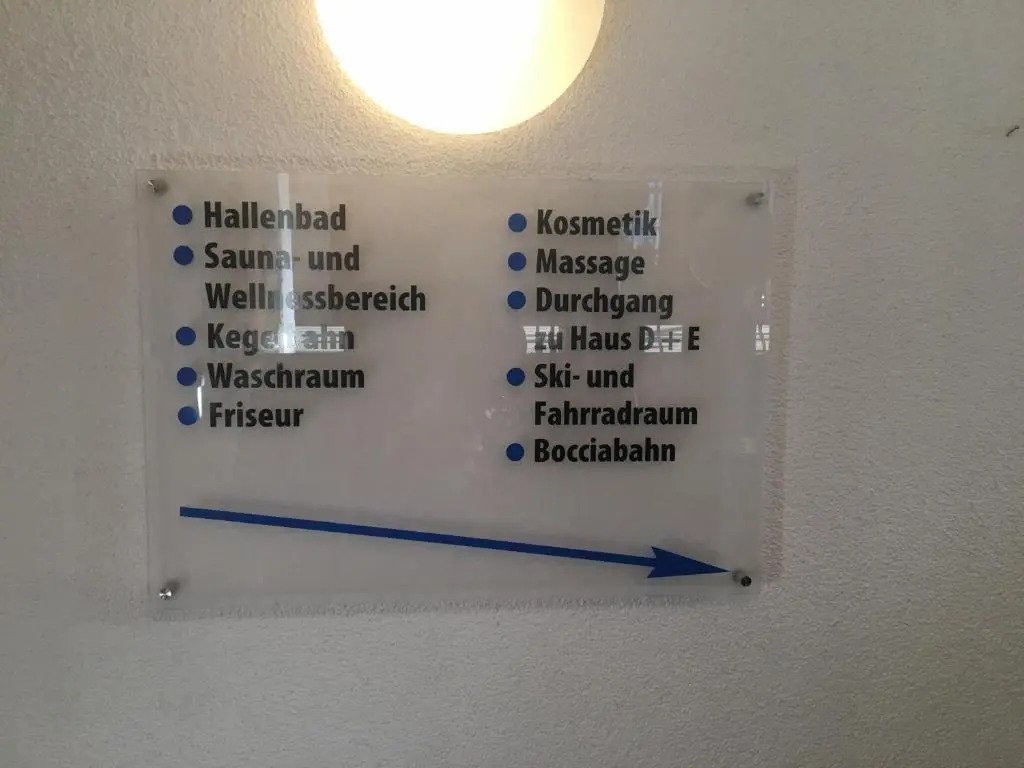 Hallenbad
Sauna- und
Wellnessbereich
Kegelbahn
Waschraum
Friseur
Kosmetik
Massage
Durchgang
zu Haus D + E
Ski- und
Fahrradraum
Bocciabahn